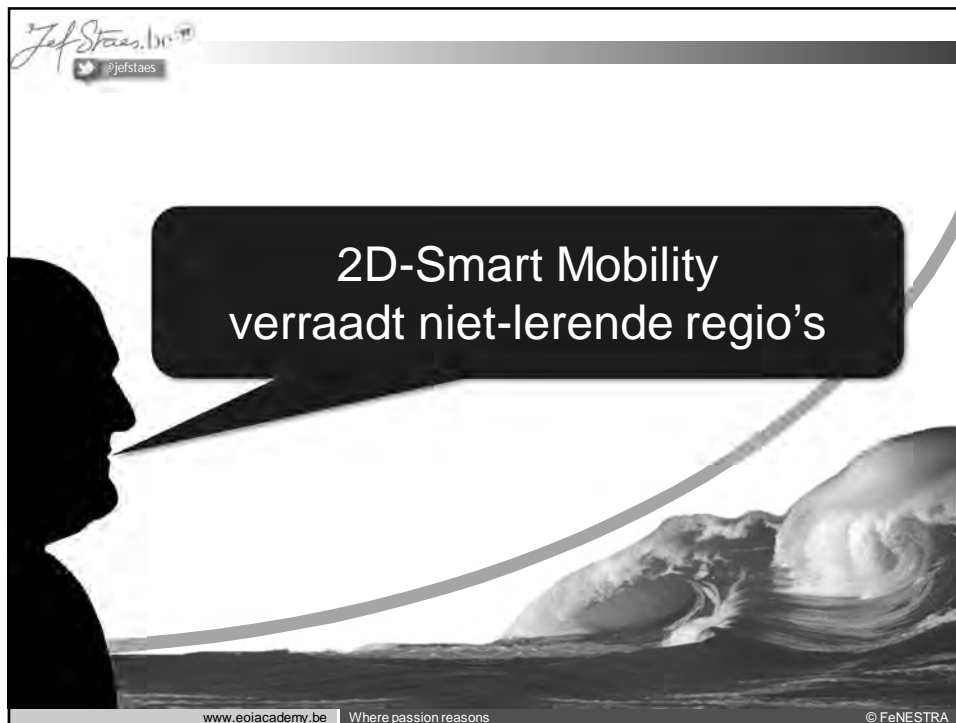 JefStaes.be
@jefstaes
2D-Smart Mobility
verraadt niet-lerende regio's
www.eoiacademy.be Where passion reasons © FeNESTRA